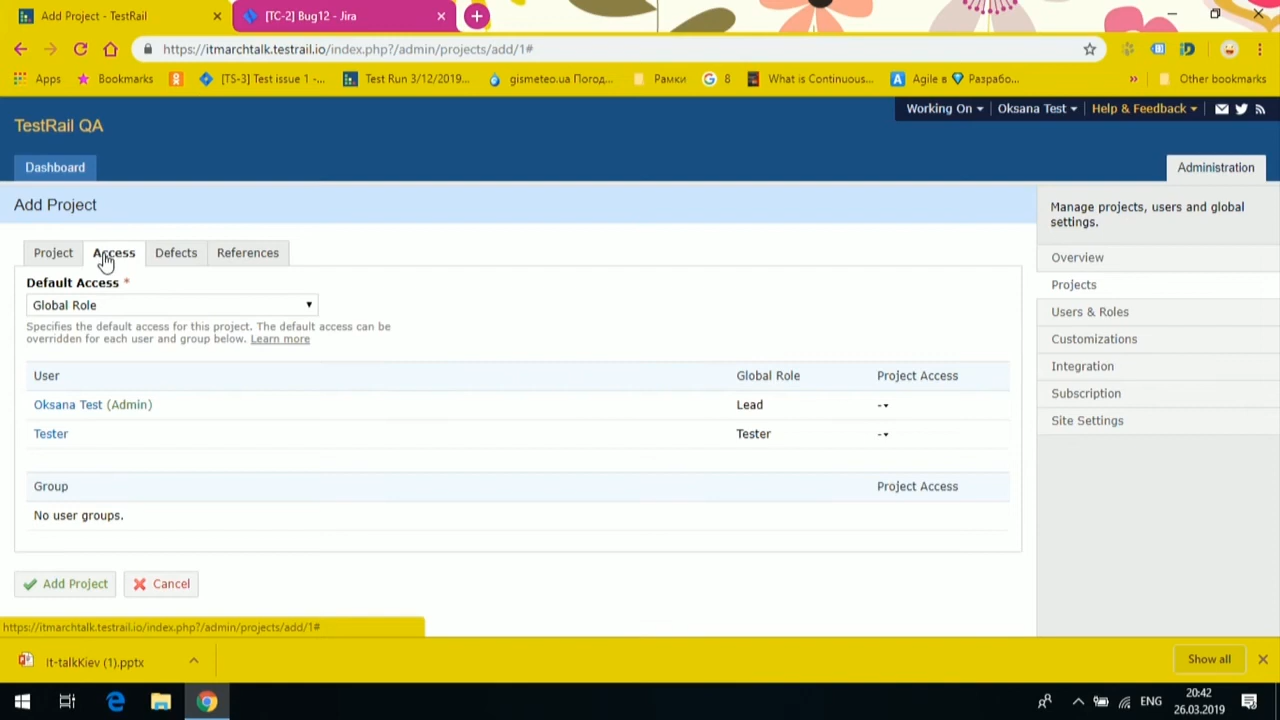 Add Project - TestRail
[TC-2] Bug12 - Jira
https://itmarchtalk.testrail.io/index.php?/admin/projects/add/1#
Apps
Bookmarks
[TS-3] Test issue 1 -...
Test Run 3/12/2019...
gismeteo.ua Погод...
Рамки
8
What is Continuous...
Agile в
Разрабо...
»
Other bookmarks
Working On
Oksana Test
Help & Feedback
TestRail QA
Dashboard
Administration
Add Project
Manage projects, users and global
settings.
Project
Access
Defects
References
Overview
Projects
Users & Roles
Customizations
Integration
Subscription
Site Settings
Default Access *
Global Role
Specifies the default access for this project. The default access can be
overridden for each user and group below. Learn more
User Global Role Project Access
Oksana Test (Admin) Lead -
Tester Tester -
Group Project Access
No user groups.
Add Project
Cancel
https://itmarchtalk.testrail.io/index.php?/admin/projects/add/1#
It-talkKiev (1).pptx
Show all
ENG
20:42
26.03.2019